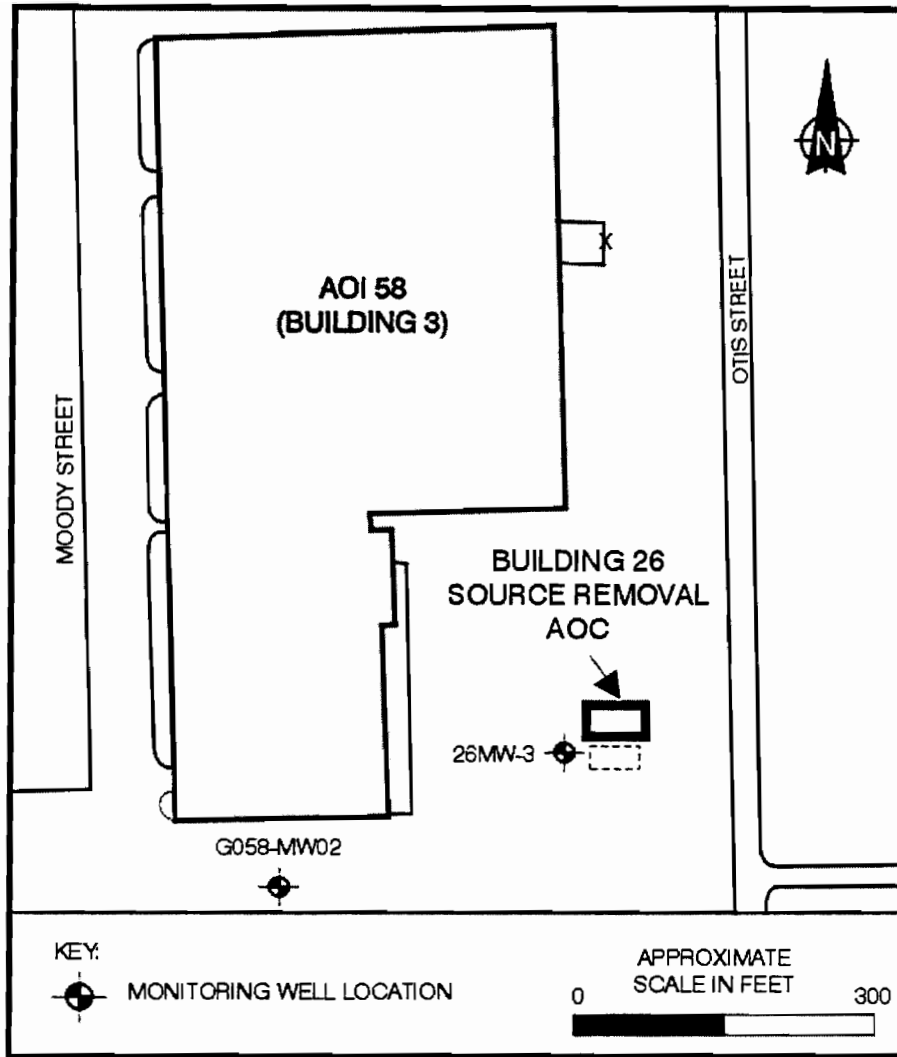 N
AOI 58
(BUILDING 3)
X
OTIS STREET
MOODY STREET
BUILDING 26
SOURCE REMOVAL
AOC
26MW-3
G058-MW02
KEY:
MONITORING WELL LOCATION
APPROXIMATE
SCALE IN FEET
0
300